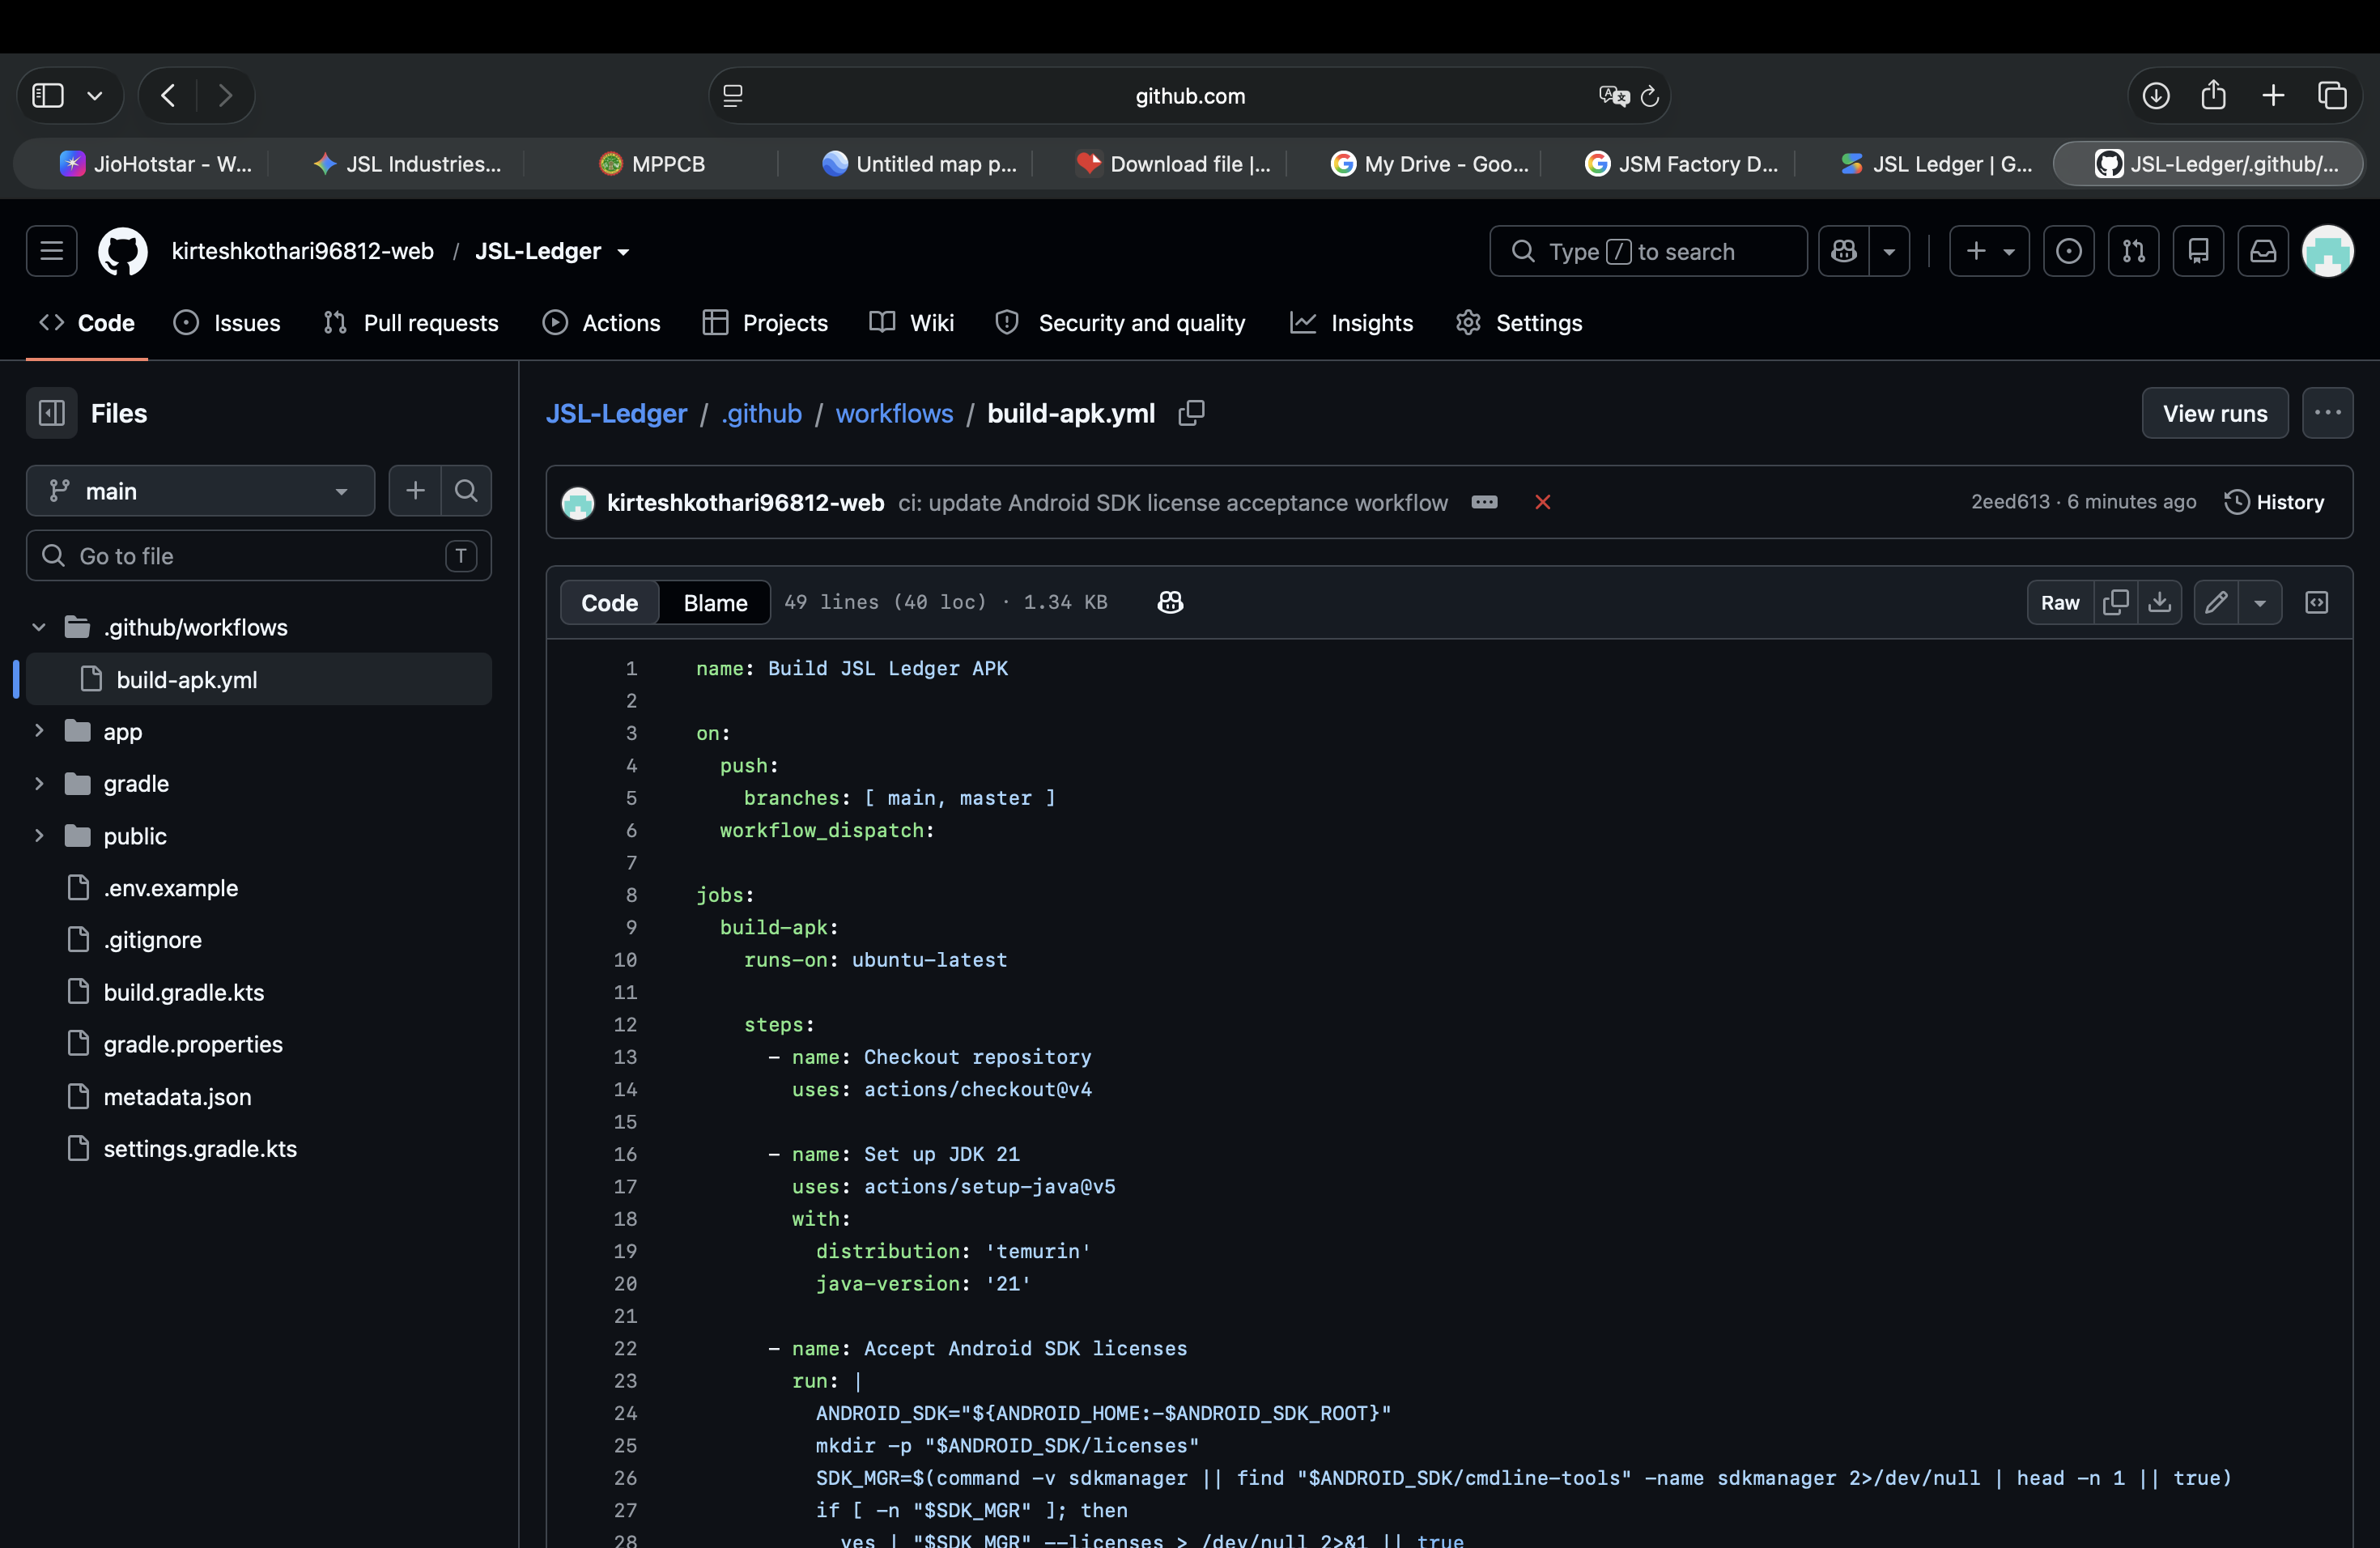 github.com
JioHotstar - W...
JSL Industries...
MPPCB
Untitled map p...
Download file |...
My Drive - Goo...
JSM Factory D...
JSL Ledger | G...
JSL-Ledger/.github/...
kirteshkothari96812-web / JSL-Ledger
Type / to search
Code
Issues
Pull requests
Actions
Projects
Wiki
Security and quality
Insights
Settings
Files
main
Go to file
T
.github/workflows
build-apk.yml
app
gradle
public
.env.example
.gitignore
build.gradle.kts
gradle.properties
metadata.json
settings.gradle.kts
JSL-Ledger / .github / workflows / build-apk.yml
View runs
kirteshkothari96812-web ci: update Android SDK license acceptance workflow
2eed613 · 6 minutes ago
History
Code
Blame
49 lines (40 loc) · 1.34 KB
Raw
1 name: Build JSL Ledger APK
2
3 on:
4 push:
5 branches: [ main, master ]
6 workflow_dispatch:
7
8 jobs:
9 build-apk:
10 runs-on: ubuntu-latest
11
12 steps:
13 - name: Checkout repository
14 uses: actions/checkout@v4
15
16 - name: Set up JDK 21
17 uses: actions/setup-java@v5
18 with:
19 distribution: 'temurin'
20 java-version: '21'
21
22 - name: Accept Android SDK licenses
23 run: |
24 ANDROID_SDK="${ANDROID_HOME:-$ANDROID_SDK_ROOT}"
25 mkdir -p "$ANDROID_SDK/licenses"
26 SDK_MGR=$(command -v sdkmanager || find "$ANDROID_SDK/cmdline-tools" -name sdkmanager 2>/dev/null | head -n 1 || true)
27 if [ -n "$SDK_MGR" ]; then
28 yes | "$SDK_MGR" --licenses > /dev/null 2>&1 || true